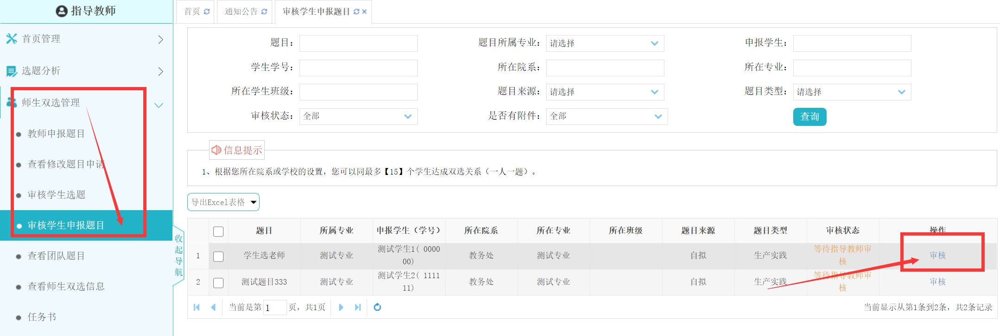 指导教师
首页管理
选题分析
师生双选管理
教师申报题目
查看修改题目申请
审核学生选题
审核学生申报题目
查看团队题目
查看师生双选信息
任务书
收起导航
首页 通知公告 审核学生申报题目
题目： 题目所属专业： 请选择 申报学生：
学生学号： 所在院系： 所在专业：
所在学生班级： 题目来源： 请选择 题目类型： 请选择
审核状态： 全部 是否有附件： 全部 查询
信息提示
1、根据您所在院系或学校的设置，您可以同最多【15】个学生达成双选关系（一人一题）。
导出Excel表格
题目 所属专业 申报学生（学号） 所在院系 所在专业 所在班级 题目来源 题目类型 审核状态 操作
1 学生选老师 测试专业 测试学生1( 000000) 教务处 测试专业 自拟 生产实践 等待指导教师审核 审核
2 测试题目333 测试专业 测试学生2( 111111) 教务处 测试专业 自拟 生产实践 等待指导教师审核 审核
当前是第 1 页，共1页 当前显示从第1条到2条，共2条记录